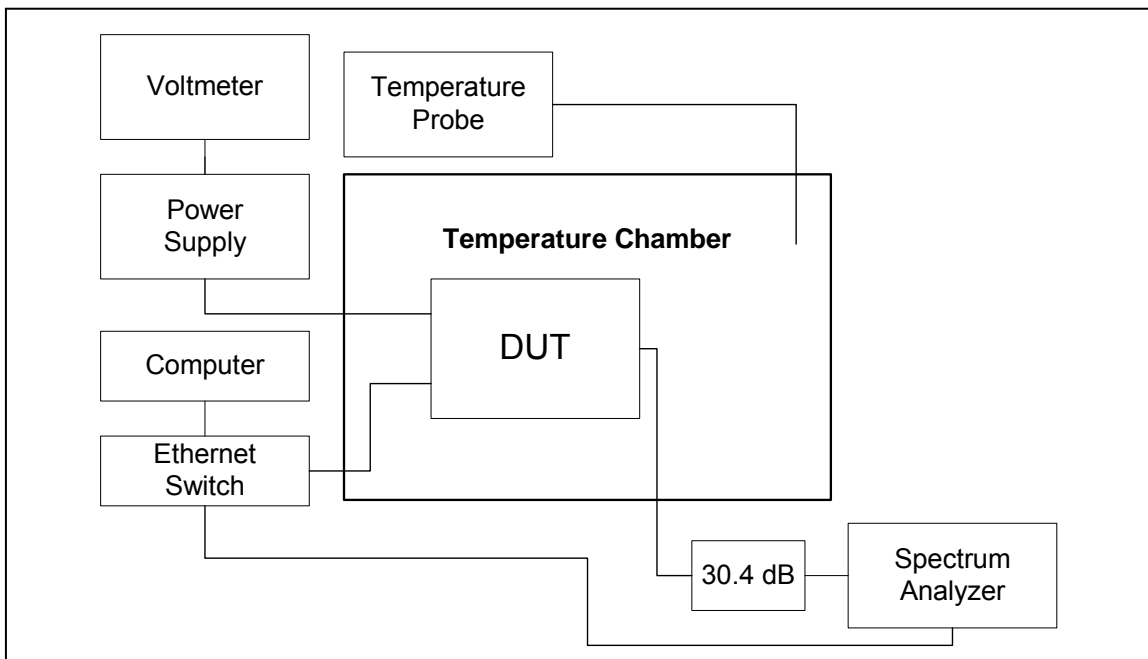 Voltmeter
Temperature
Probe
Power
Supply
Temperature Chamber
DUT
Computer
Ethernet
Switch
30.4 dB
Spectrum
Analyzer